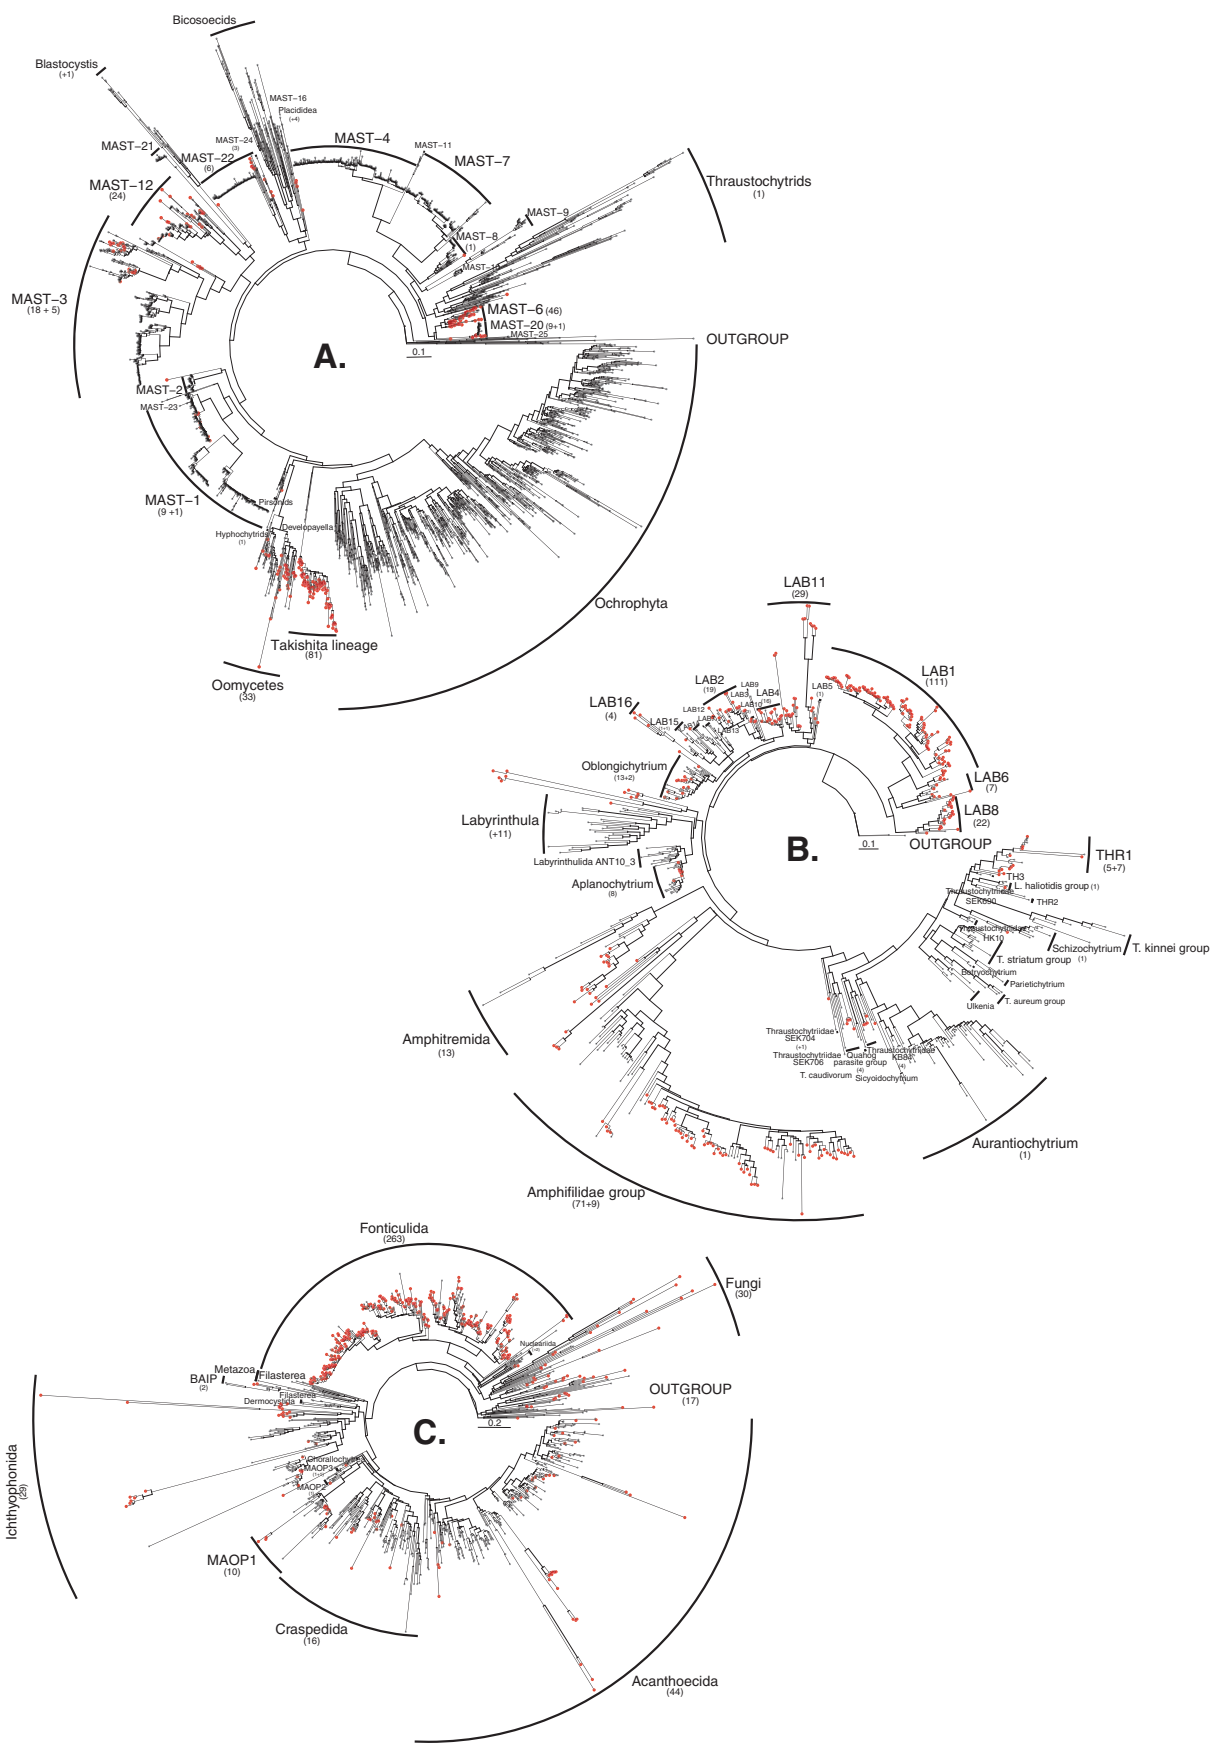 Bicosoecids
Blastocystis
(+1)
MAST−16
Placididea
(+4)
MAST−24
(3)
MAST−4
MAST−11
MAST−21
MAST−22
(6)
MAST−7
MAST−12
(24)
Thraustochytrids
(1)
MAST−9
MAST−8
(1)
MAST−3
(18 + 5)
MAST−6 (46)
MAST−20 (9+1)
MAST−25
OUTGROUP
A.
0.1
MAST−2
MAST−23
MAST−1
(9 +1)
Pirsonids
Hyphochytrids
(1)
Developayella
Ochrophyta
Takishita lineage
(81)
Oomycetes
(33)
LAB11
(29)
LAB1
(111)
LAB2
(19)
LAB9
LAB3
LAB10
LAB4
(16)
LAB5
(1)
LAB16
(4)
LAB12
LAB15
LAB13
Oblongichytrium
(13+2)
LAB6
(7)
LAB8
(22)
Labyrinthula
(+11)
OUTGROUP
B.
0.1
Labyrinthulida ANT10_3
Aplanochytrium
(8)
THR1
(5+7)
TH3
L. haliotidis group (1)
Thraustochytriidae
SEK690
THR2
Thraustochytriidae
HK10
Schizochytrium
(1)
T. kinnei group
T. striatum group
Botryochytrium
Parietichytrium
Ulkenia
T. aureum group
Amphitremida
(13)
Thraustochytriidae
SEK704
(+1)
Thraustochytriidae
SEK706
Quahog
parasite group
(4)
Thraustochytriidae
(4)
T. caudivorum
Sicyoidochytrium
Aurantiochytrium
(1)
Amphifilidae group
(71+9)
Fonticulida
(263)
Fungi
(30)
Nucleariida
Metazoa
BAIP
(2)
Filasterea
Filasterea
Dermocystida
OUTGROUP
(17)
0.2
C.
MAOP3
MAOP2
Ichthyophonida
(29)
MAOP1
(10)
Craspedida
(16)
Acanthoecida
(44)